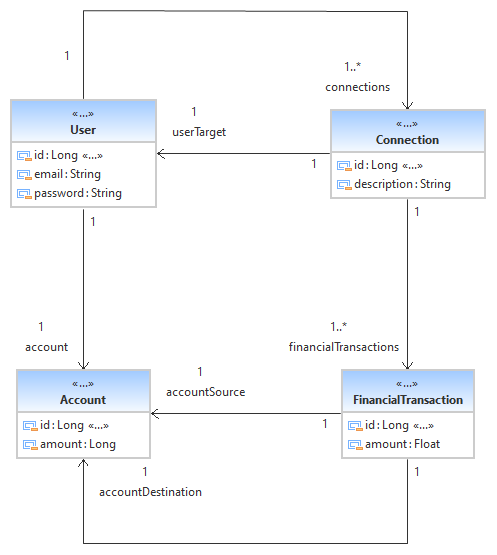 1
1
1..*
connections
«...»
User
id : Long «...»
email : String
password : String
1
userTarget
1
«...»
Connection
id : Long «...»
description : String
1
1
1
account
1..*
financialTransactions
«...»
Account
id : Long «...»
amount : Long
1
accountSource
1
«...»
FinancialTransaction
id : Long «...»
amount : Float
1
accountDestination
1